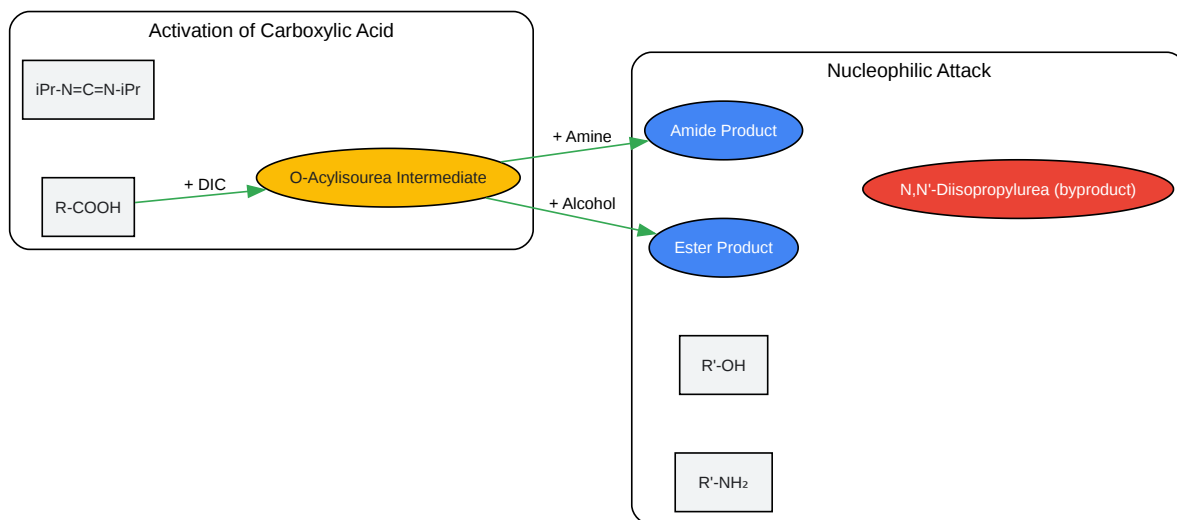 Activation of Carboxylic Acid
iPr-N=C=N-iPr
R-COOH
+ DIC
O-Acylisourea Intermediate
+ Amine
+ Alcohol
Nucleophilic Attack
Amide Product
N,N'-Diisopropylurea (byproduct)
Ester Product
R'-OH
R'-NH₂